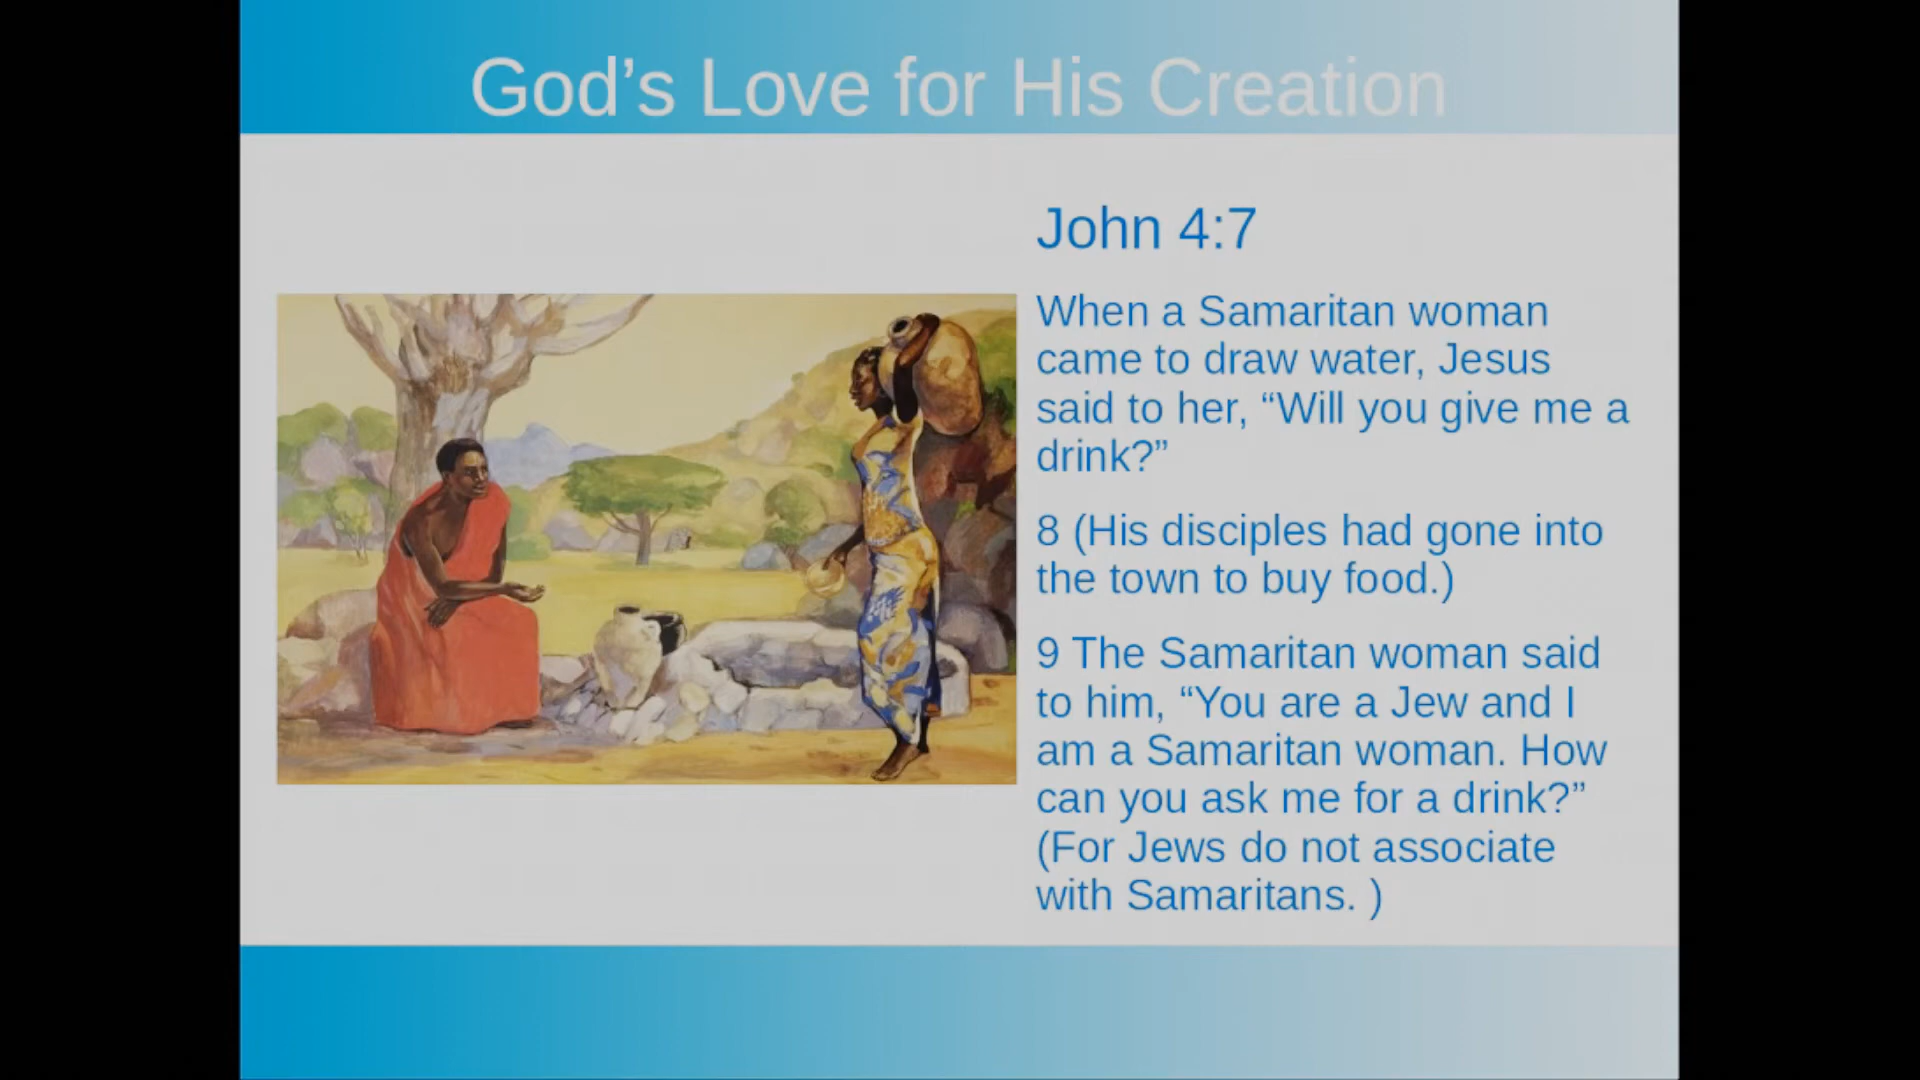 God’s Love for His Creation
John 4:7
When a Samaritan woman
came to draw water, Jesus
said to her, “Will you give me a
drink?”
8 (His disciples had gone into
the town to buy food.)
9 The Samaritan woman said
to him, “You are a Jew and I
am a Samaritan woman. How
can you ask me for a drink?”
(For Jews do not associate
with Samaritans. )